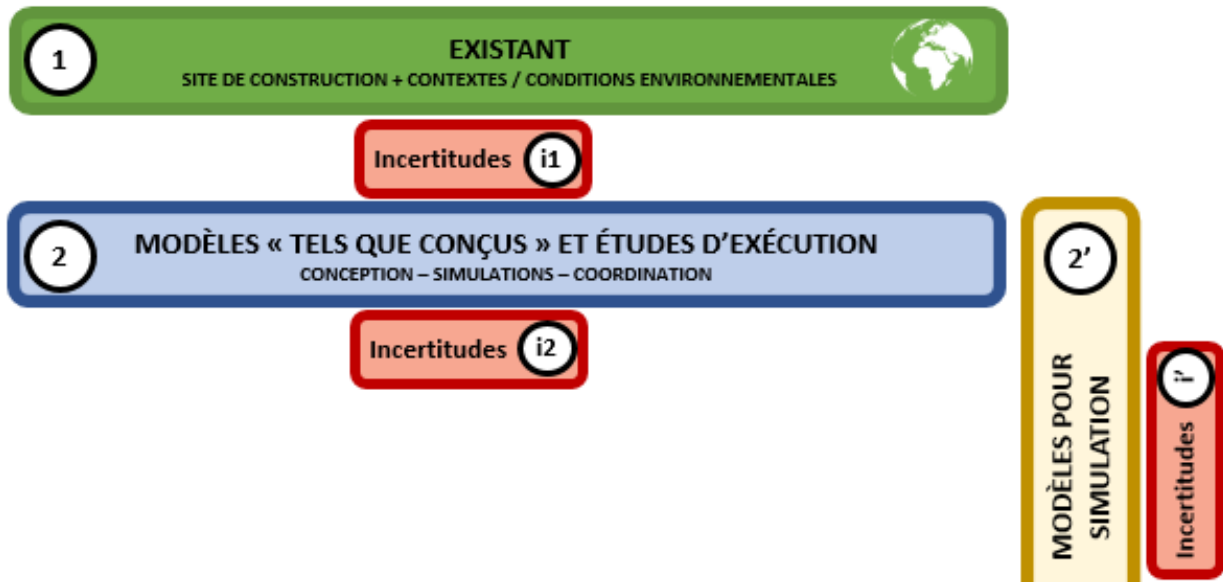 1
EXISTANT
SITE DE CONSTRUCTION + CONTEXTES / CONDITIONS ENVIRONNEMENTALES
Incertitudes i1
2
MODÈLES « TELS QUE CONÇUS » ET ÉTUDES D’EXÉCUTION
CONCEPTION – SIMULATIONS – COORDINATION
Incertitudes i2
2’
MODÈLES POUR
SIMULATION
Incertitudes i’